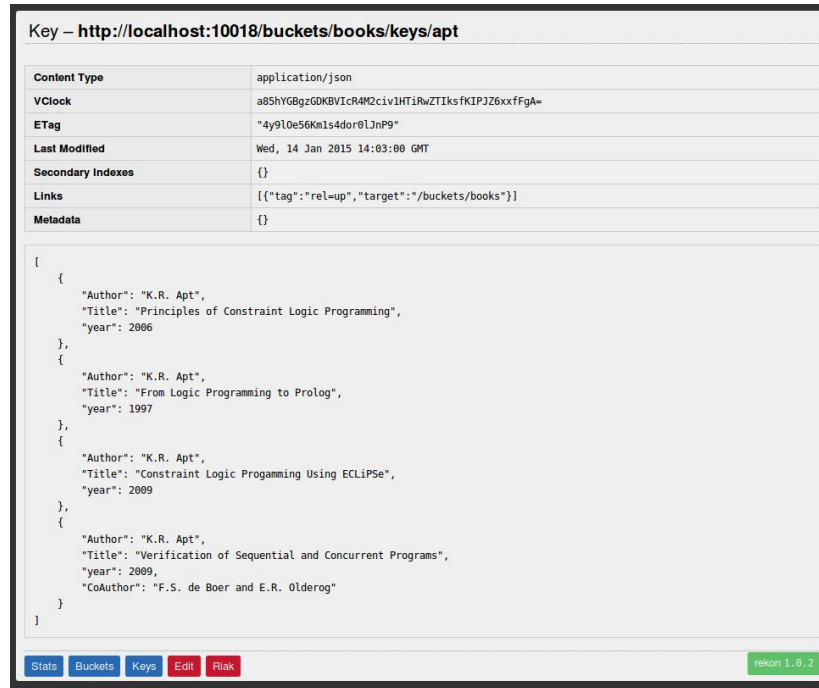 Key – http://localhost:10018/buckets/books/keys/apt
Content Type application/json
VClock a85hYGBgzGDKBVIcR4M2civ1HTiRwZTIksfKIPJZ6xxfFgA=
ETag "4y9lOe56Km1s4dor0lJnP9"
Last Modified Wed, 14 Jan 2015 14:03:00 GMT
Secondary Indexes {}
Links [{"tag":"rel=up","target":"/buckets/books"}]
Metadata {}
[
    {
        "Author": "K.R. Apt",
        "Title": "Principles of Constraint Logic Programming",
        "year": 2006
    },
    {
        "Author": "K.R. Apt",
        "Title": "From Logic Programming to Prolog",
        "year": 1997
    },
    {
        "Author": "K.R. Apt",
        "Title": "Constraint Logic Progamming Using ECLiPSe",
        "year": 2009
    },
    {
        "Author": "K.R. Apt",
        "Title": "Verification of Sequential and Concurrent Programs",
        "year": 2009,
        "CoAuthor": "F.S. de Boer and E.R. Olderog"
    }
]
Stats Buckets Keys Edit Riak rekon 1.0.2